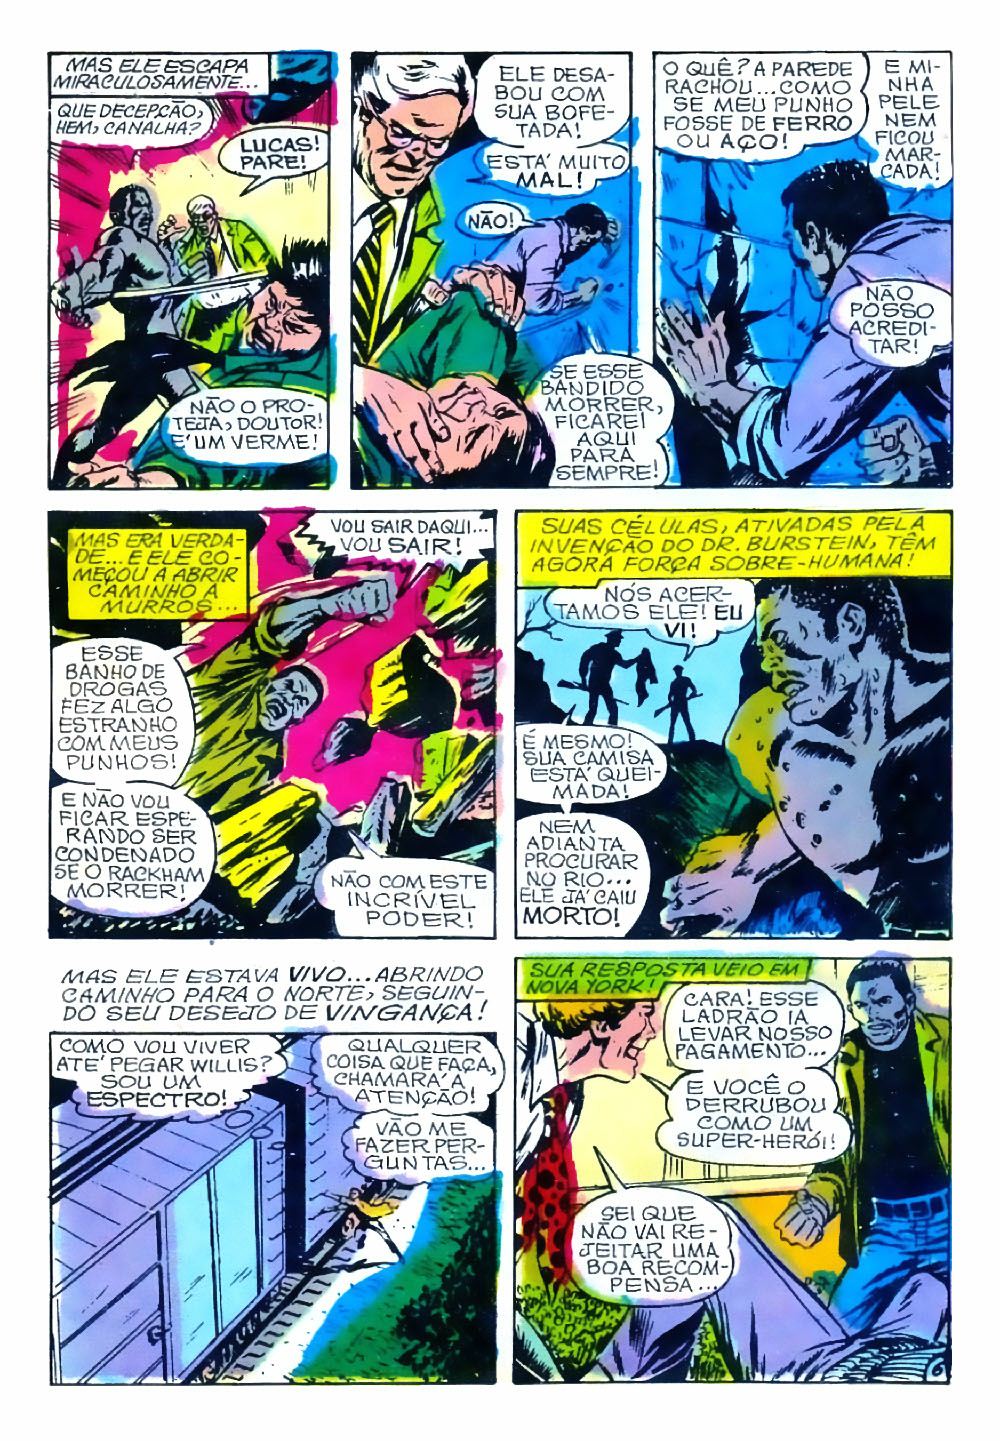 MAS ELE ESCAPA
MIRACULOSAMENTE...
QUE DECEPÇÃO,
HEM, CANALHA?
LUCAS!
PARE!
NÃO O PRO-
TEJA, DOUTOR!
E' UM VERME!
ELE DESA-
BOU COM
SUA BOFE-
TADA!
ESTA' MUITO
MAL!
NÃO!
SE ESSE
BANDIDO
MORRER,
FICAREI
AQUI
PARA
SEMPRE!
O QUÊ? A PAREDE
RACHOU...COMO
SE MEU PUNHO
FOSSE DE FERRO
OU AÇO!
E MI-
NHA
PELE
NEM
FICOU
MAR-
CADA!
NÃO
POSSO
ACREDI-
TAR!
MAS ERA VERDA-
DE... E ELE CO-
MEÇOU A ABRIR
CAMINHO A
MURROS...
VOU SAIR DAQUI...
VOU SAIR!
ESSE
BANHO DE
DROGAS
FEZ ALGO
ESTRANHO
COM MEUS
PUNHOS!
E NÃO VOU
FICAR ESPE-
RANDO SER
CONDENADO
SE O RACKHAM
MORRER!
NÃO COM ESTE
INCRÍVEL
PODER!
SUAS CÉLULAS, ATIVADAS PELA
INVENÇÃO DO DR. BURSTEIN, TÊM
AGORA FORÇA SOBRE-HUMANA!
NÓS ACER-
TAMOS ELE! EU
VI!
E MESMO!
SUA CAMISA
ESTA' QUEI-
MADA!
NEM
ADIANTA
PROCURAR
NO RIO...
ELE JA' CAIU
MORTO!
MAS ELE ESTAVA VIVO... ABRINDO
CAMINHO PARA O NORTE, SEGUIN-
DO SEU DESEJO DE VINGANÇA!
COMO VOU VIVER
ATE' PEGAR WILLIS?
SOU UM
ESPECTRO!
QUALQUER
COISA QUE FAÇA,
CHAMARA' A
ATENÇÃO!
VÃO ME
FAZER PER-
GUNTAS...
SUA RESPOSTA VEIO EM
NOVA YORK!
CARA! ESSE
LADRÃO IA
LEVAR NOSSO
PAGAMENTO...
E VOCÊ O
DERRUBOU
COMO UM
SUPER-HERÓI!
SEI QUE
NÃO VAI RE-
JEITAR UMA
BOA RECOM-
PENSA...
6